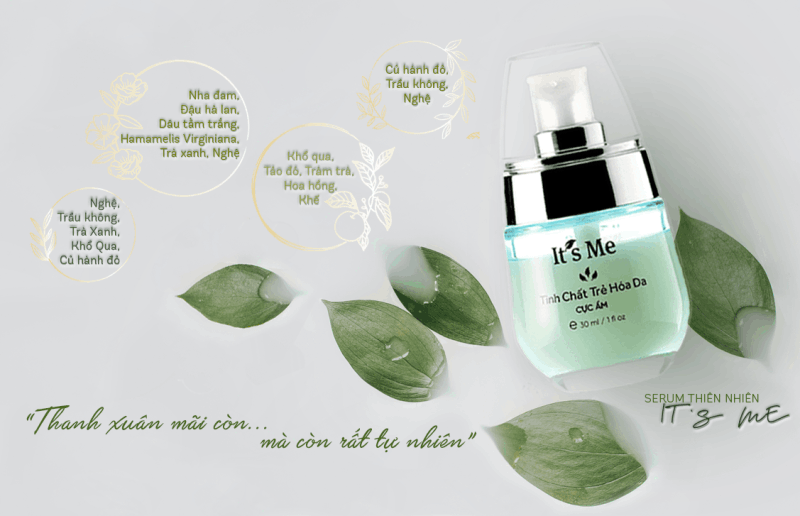 Củ hành đỏ,
Trầu không,
Nghệ
Nha đam,
Đậu hà lan,
Dâu tằm trắng,
Hamamelis Virginiana,
Trà xanh, Nghệ
Khổ qua,
Táo đỏ, Tràm trà,
Hoa hồng,
Khế
Nghệ,
Trầu không,
Trà Xanh,
Khổ Qua,
Củ hành đỏ
It's Me
Tinh Chất Trẻ Hóa Da
CỰC ẨM
e 30 ml / 1 fl oz
SERUM THIÊN NHIÊN
IT'S ME
“Thanh xuân mãi còn...
mà còn rất tự nhiên”